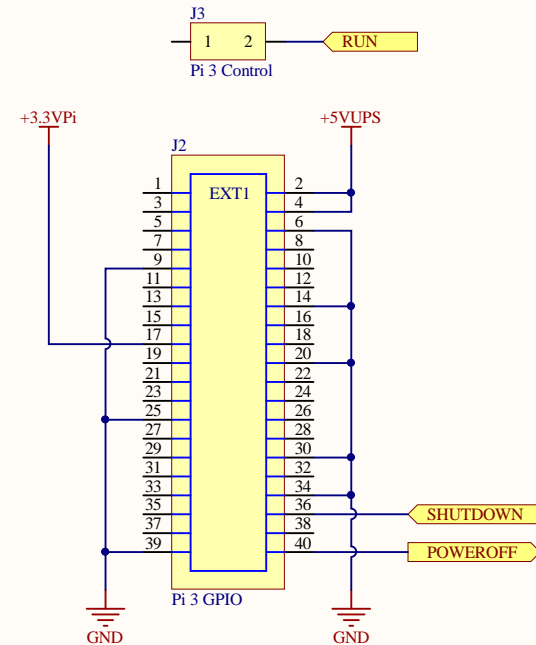 J3
1 2 RUN
Pi 3 Control
+3.3VPi +5VUPS
J2
EXT1
1 2
3 4
5 6
7 8
9 10
11 12
13 14
15 16
17 18
19 20
21 22
23 24
25 26
27 28
29 30
31 32
33 34
35 36 SHUTDOWN
37 38
39 40 POWEROFF
Pi 3 GPIO
GND GND